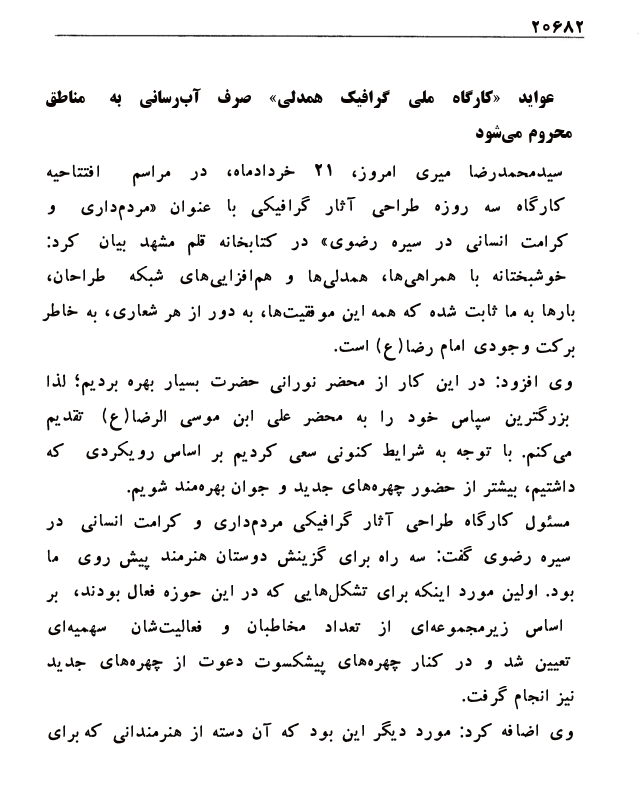 ۲۰۶۸۲
عواید «کارگاه ملی گرافیک همدلی» صرف آب‌رسانی به مناطق
محروم می‌شود
سیدمحمدرضا میری امروز، ۲۱ خردادماه، در مراسم افتتاحیه
کارگاه سه روزه طراحی آثار گرافیکی با عنوان «مردم‌داری و
کرامت انسانی در سیره رضوی» در کتابخانه قلم مشهد بیان کرد:
خوشبختانه با همراهی‌ها، همدلی‌ها و هم‌افزایی‌های شبکه طراحان،
بارها به ما ثابت شده که همه این موفقیت‌ها، به دور از هر شعاری، به خاطر
برکت وجودی امام رضا(ع) است.
وی افزود: در این کار از محضر نورانی حضرت بسیار بهره بردیم؛ لذا
بزرگترین سپاس خود را به محضر علی ابن موسی الرضا(ع) تقدیم
می‌کنم. با توجه به شرایط کنونی سعی کردیم بر اساس رویکردی که
داشتیم، بیشتر از حضور چهره‌های جدید و جوان بهره‌مند شویم.
مسئول کارگاه طراحی آثار گرافیکی مردم‌داری و کرامت انسانی در
سیره رضوی گفت: سه راه برای گزینش دوستان هنرمند پیش روی ما
بود. اولین مورد اینکه برای تشکل‌هایی که در این حوزه فعال بودند، بر
اساس زیرمجموعه‌ای از تعداد مخاطبان و فعالیت‌شان سهمیه‌ای
تعیین شد و در کنار چهره‌های پیشکسوت دعوت از چهره‌های جدید
نیز انجام گرفت.
وی اضافه کرد: مورد دیگر این بود که آن دسته از هنرمندانی که برای